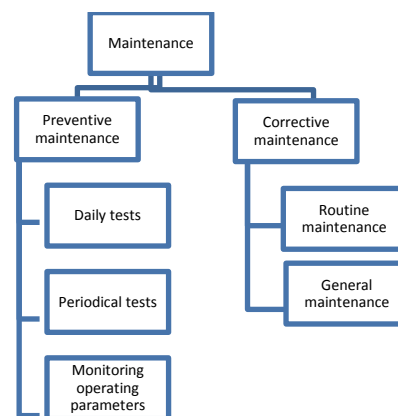 Maintenance
Preventive
maintenance
Corrective
maintenance
Daily tests
Routine
maintenance
General
maintenance
Periodical tests
Monitoring
operating
parameters